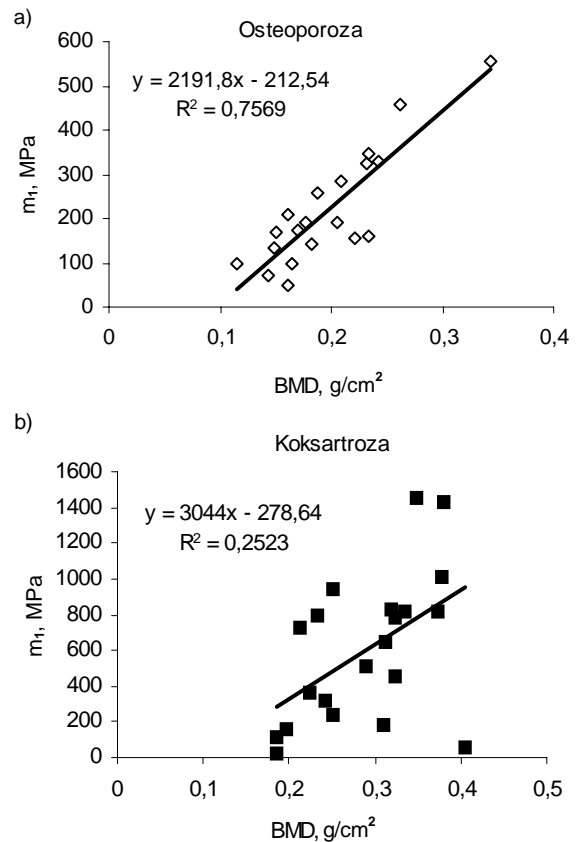 a)
Osteoporoza
y = 2191,8x - 212,54
R² = 0,7569
600
500
400
300
200
100
0
m₁, MPa
0 0,1 0,2 0,3 0,4
BMD, g/cm²
b)
Koksartroza
y = 3044x - 278,64
R² = 0,2523
1600
1400
1200
1000
800
600
400
200
0
m₁, MPa
0 0,1 0,2 0,3 0,4 0,5
BMD, g/cm²